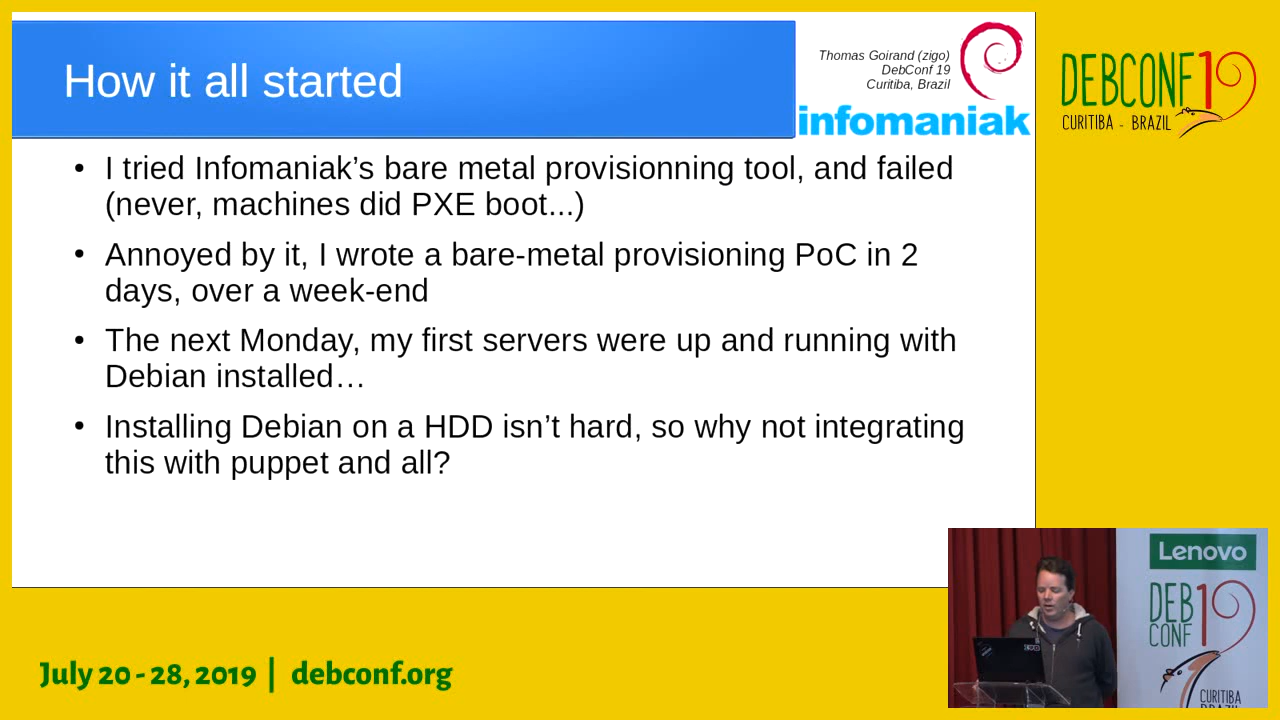 How it all started
Thomas Goirand (zigo)
DebConf 19
Curitiba, Brazil
infomaniak
DEBCONF19
CURITIBA - BRAZIL
• I tried Infomaniak’s bare metal provisionning tool, and failed
(never, machines did PXE boot...)
• Annoyed by it, I wrote a bare-metal provisioning PoC in 2
days, over a week-end
• The next Monday, my first servers were up and running with
Debian installed…
• Installing Debian on a HDD isn’t hard, so why not integrating
this with puppet and all?
Lenovo
DEB
CONF19
CURITIBA
BRAZIL
July 20 - 28, 2019 | debconf.org